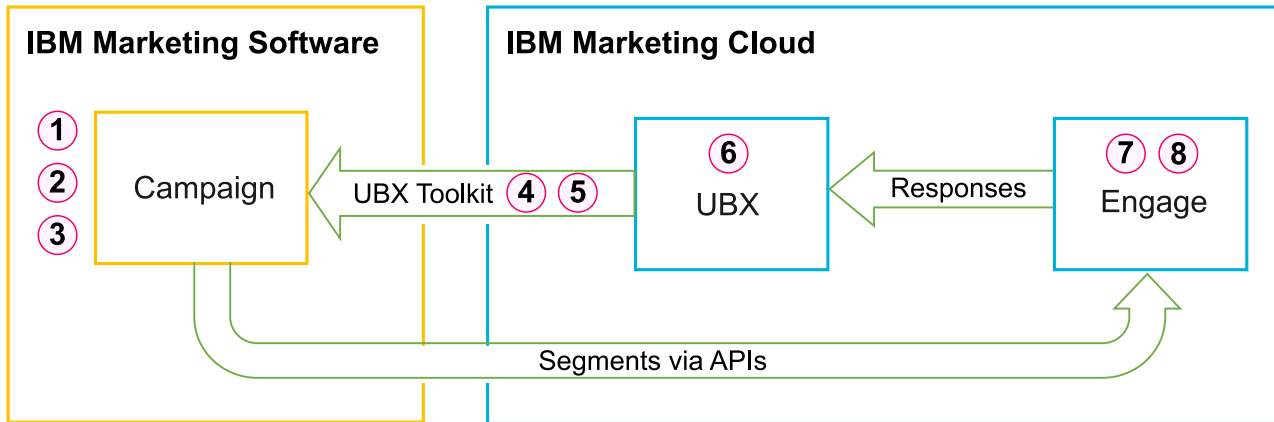 IBM Marketing Software
IBM Marketing Cloud
1
2
3
Campaign
UBX Toolkit 4 5
6
UBX
Responses
7 8
Engage
Segments via APIs